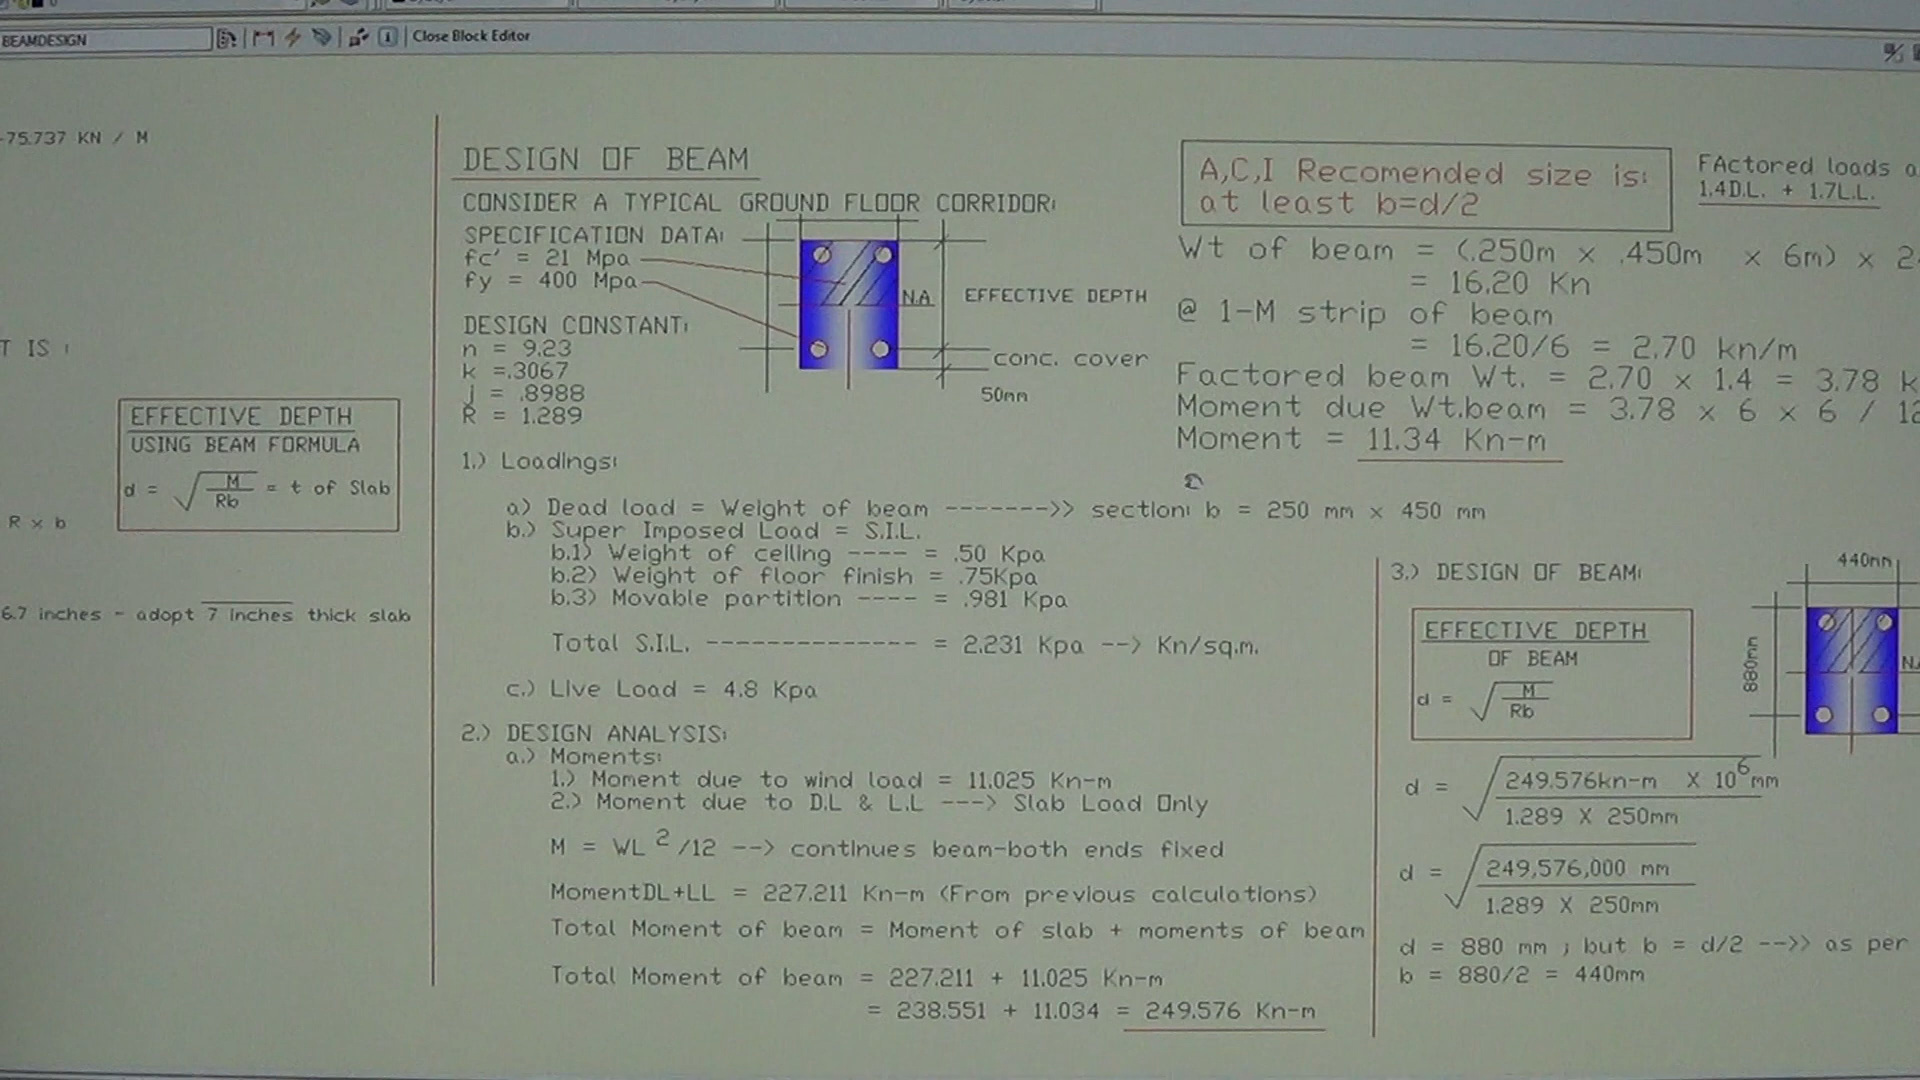 BEAMDESIGN
Close Block Editor
-75.737 KN / M
T IS :
EFFECTIVE DEPTH
USING BEAM FORMULA
d = √ M / Rb = t of Slab
R x b
6.7 inches - adopt 7 inches thick slab
DESIGN OF BEAM
CONSIDER A TYPICAL GROUND FLOOR CORRIDOR:
SPECIFICATION DATA:
fc' = 21 Mpa
fy = 400 Mpa
N.A
EFFECTIVE DEPTH
conc. cover
50mm
DESIGN CONSTANT:
n = 9.23
k =.3067
j = .8988
R = 1.289
1.) Loadings:
a) Dead load = Weight of beam ------->> section: b = 250 mm x 450 mm
b.) Super Imposed Load = S.I.L.
b.1) Weight of ceiling ---- = .50 Kpa
b.2) Weight of floor finish = .75Kpa
b.3) Movable partition ---- = .981 Kpa
Total S.I.L. -------------- = 2.231 Kpa --> Kn/sq.m.
c.) Live Load = 4.8 Kpa
2.) DESIGN ANALYSIS:
a.) Moments:
1.) Moment due to wind load = 11.025 Kn-m
2.) Moment due to D.L & L.L ---> Slab Load Only
M = WL 2 /12 --> continues beam-both ends fixed
MomentDL+LL = 227.211 Kn-m (From previous calculations)
Total Moment of beam = Moment of slab + moments of beam
Total Moment of beam = 227.211 + 11.025 Kn-m
= 238.551 + 11.034 = 249.576 Kn-m
A,C,I Recomended size is:
at least b=d/2
FActored loads a
1.4D.L. + 1.7L.L.
Wt of beam = (.250m x .450m x 6m) x 2
= 16.20 Kn
@ 1-M strip of beam
= 16.20/6 = 2.70 kn/m
Factored beam Wt. = 2.70 x 1.4 = 3.78 k
Moment due Wt.beam = 3.78 x 6 x 6 / 12
Moment = 11.34 Kn-m
3.) DESIGN OF BEAM:
440mm
880mm
N.A
EFFECTIVE DEPTH
OF BEAM
d = √ M / Rb
d = √ 249.576kn-m X 10 6 mm
1.289 X 250mm
d = √ 249,576,000 mm
1.289 X 250mm
d = 880 mm ; but b = d/2 -->> as per
b = 880/2 = 440mm